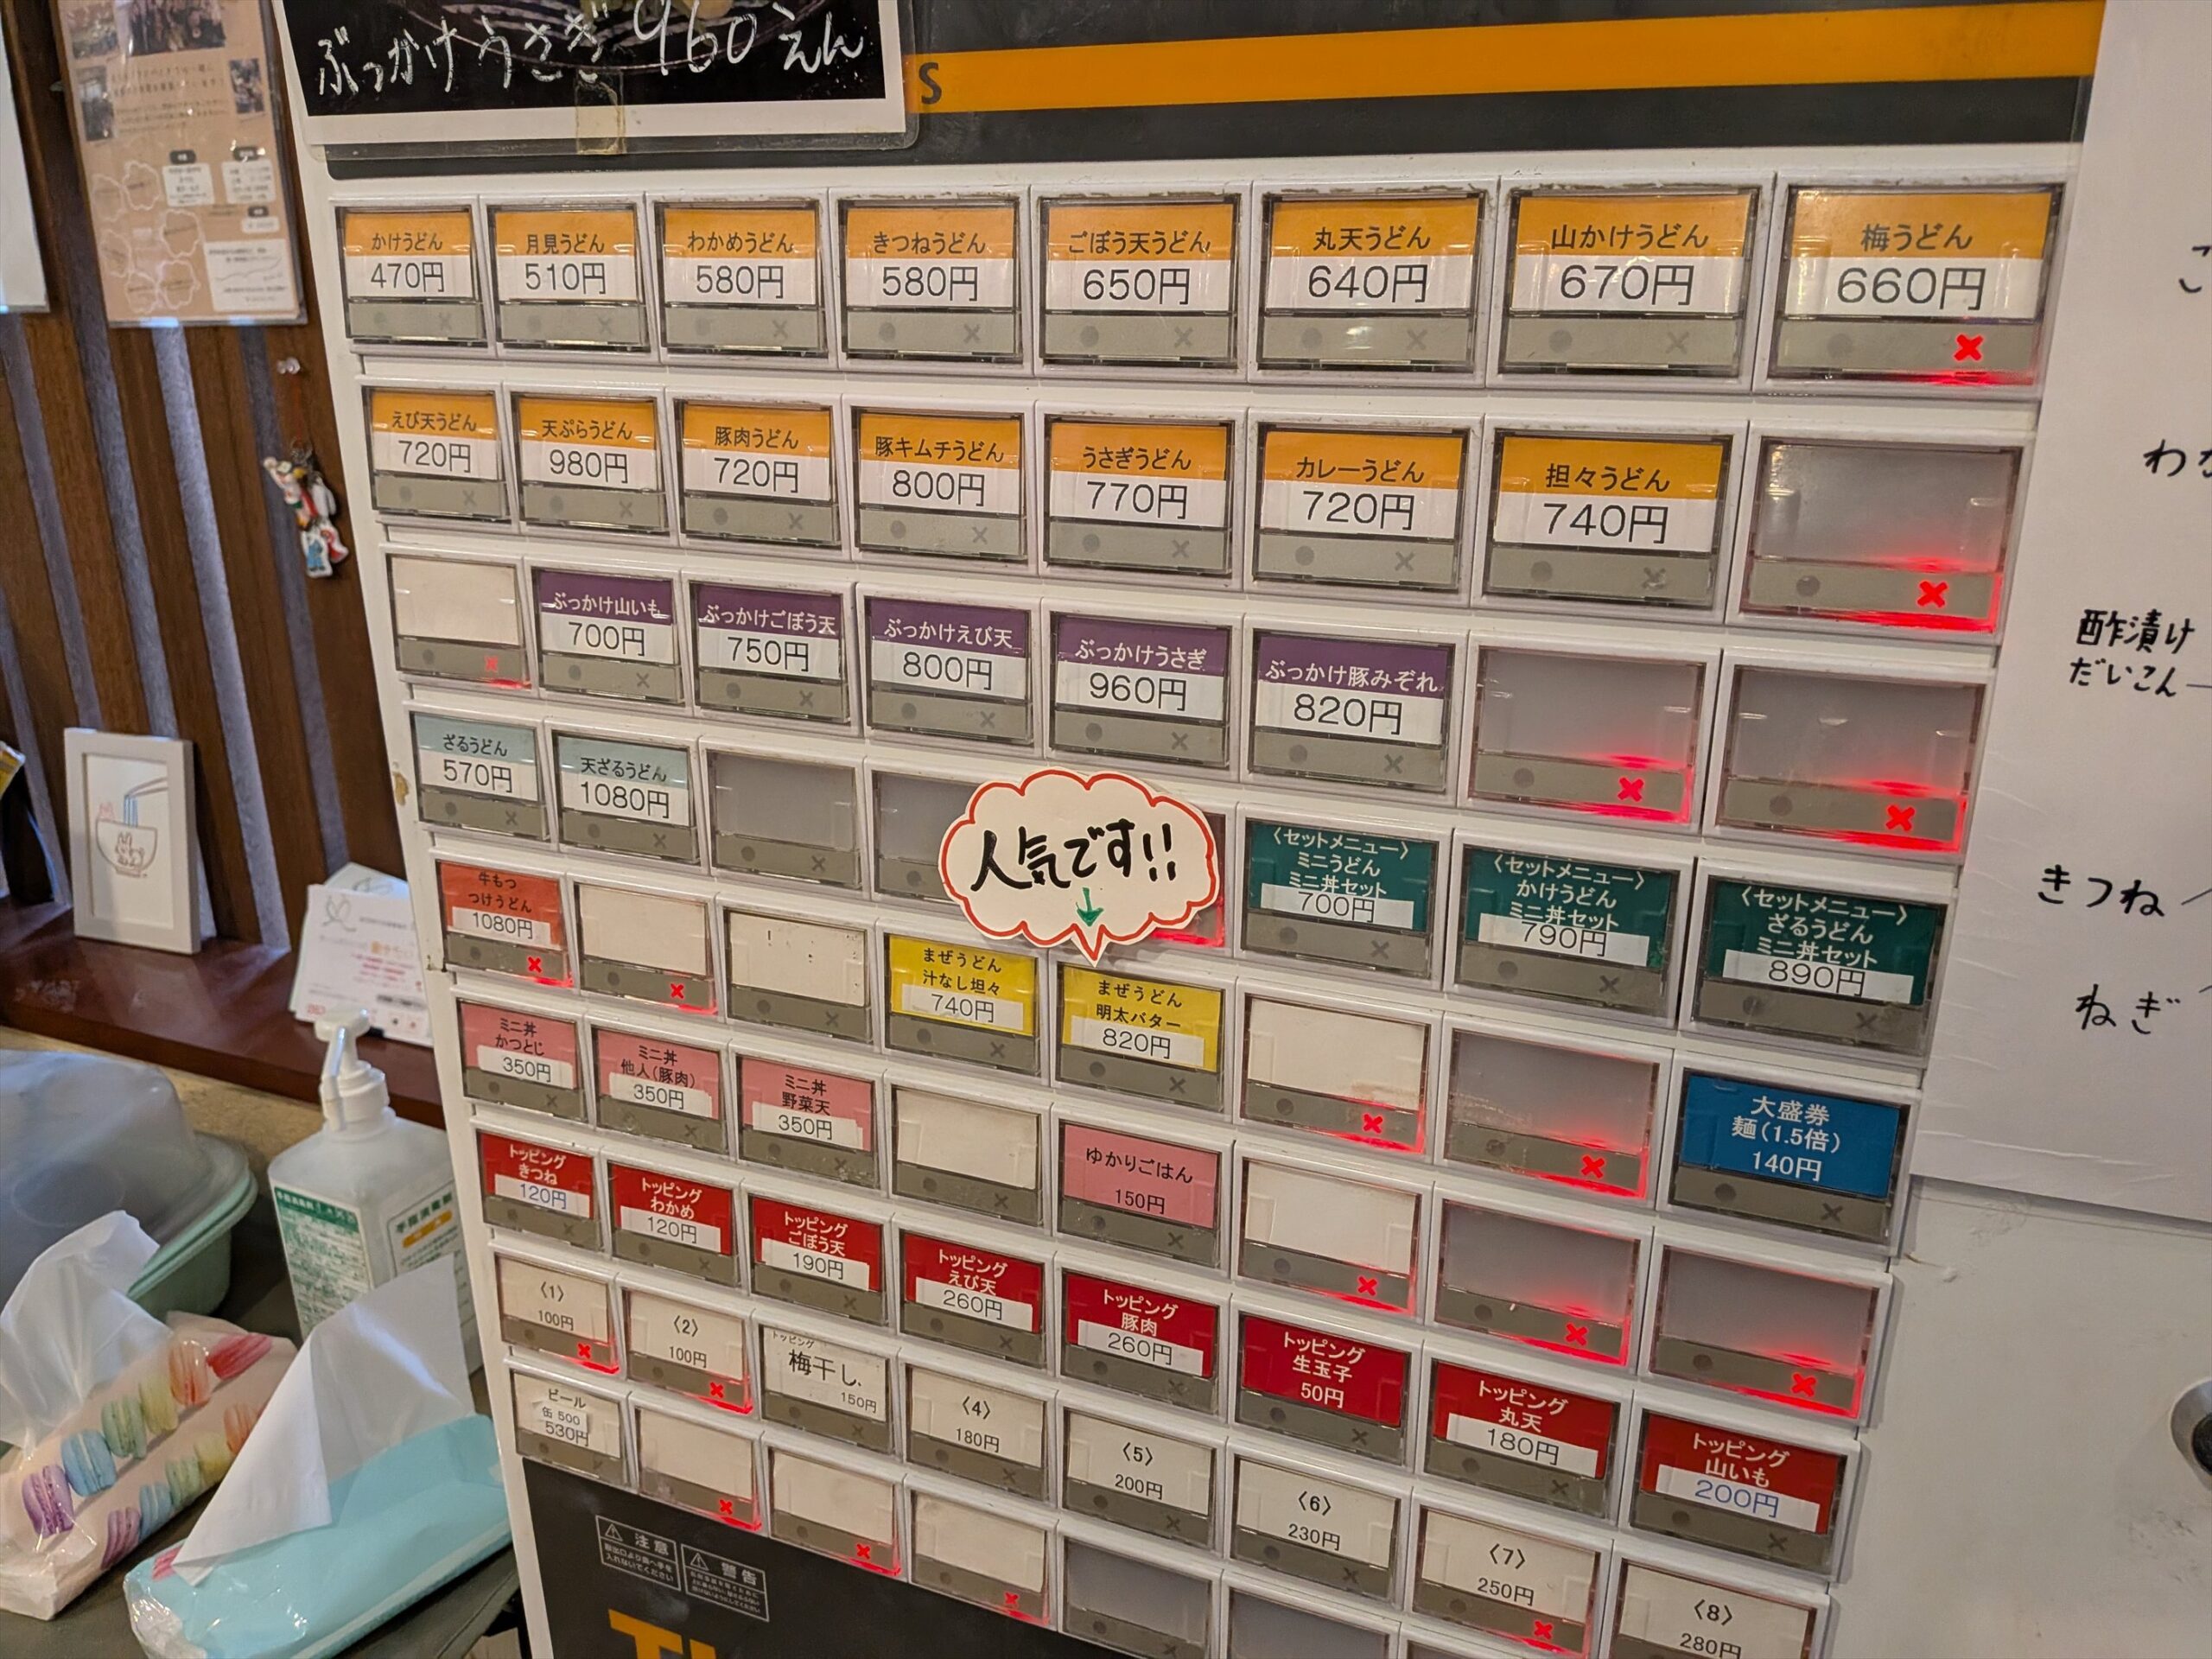 ぶっかけうさぎ 960えん
S
かけうどん
470円
月見うどん
510円
わかめうどん
580円
きつねうどん
580円
ごぼう天うどん
650円
丸天うどん
640円
山かけうどん
670円
梅うどん
660円
えび天うどん
720円
天ぷらうどん
980円
豚肉うどん
720円
豚キムチうどん
800円
うさぎうどん
770円
カレーうどん
720円
担々うどん
740円
ぶっかけ山いも
700円
ぶっかけごぼう天
750円
ぶっかけえび天
800円
ぶっかけうさぎ
960円
ぶっかけ豚みぞれ
820円
ざるうどん
570円
天ざるうどん
1080円
人気です!!
〈セットメニュー〉
ミニうどん
ミニ丼セット
700円
〈セットメニュー〉
かけうどん
ミニ丼セット
790円
〈セットメニュー〉
ざるうどん
ミニ丼セット
890円
牛もつ
つけうどん
1080円
まぜうどん
汁なし坦々
740円
まぜうどん
明太バター
820円
大盛券
麺(1.5倍)
140円
ミニ丼
かつとじ
350円
ミニ丼
他人(豚肉)
350円
ミニ丼
野菜天
350円
ゆかりごはん
150円
トッピング
きつね
120円
トッピング
わかめ
120円
トッピング
ごぼう天
190円
トッピング
えび天
260円
トッピング
豚肉
260円
トッピング
生玉子
50円
トッピング
丸天
180円
トッピング
山いも
200円
〈1〉
100円
〈2〉
100円
トッピング
梅干し
150円
〈4〉
180円
〈5〉
200円
〈6〉
230円
〈7〉
250円
〈8〉
280円
ビール
缶 500
530円
注意
警告
酢漬け
だいこん
きつね
ねぎ